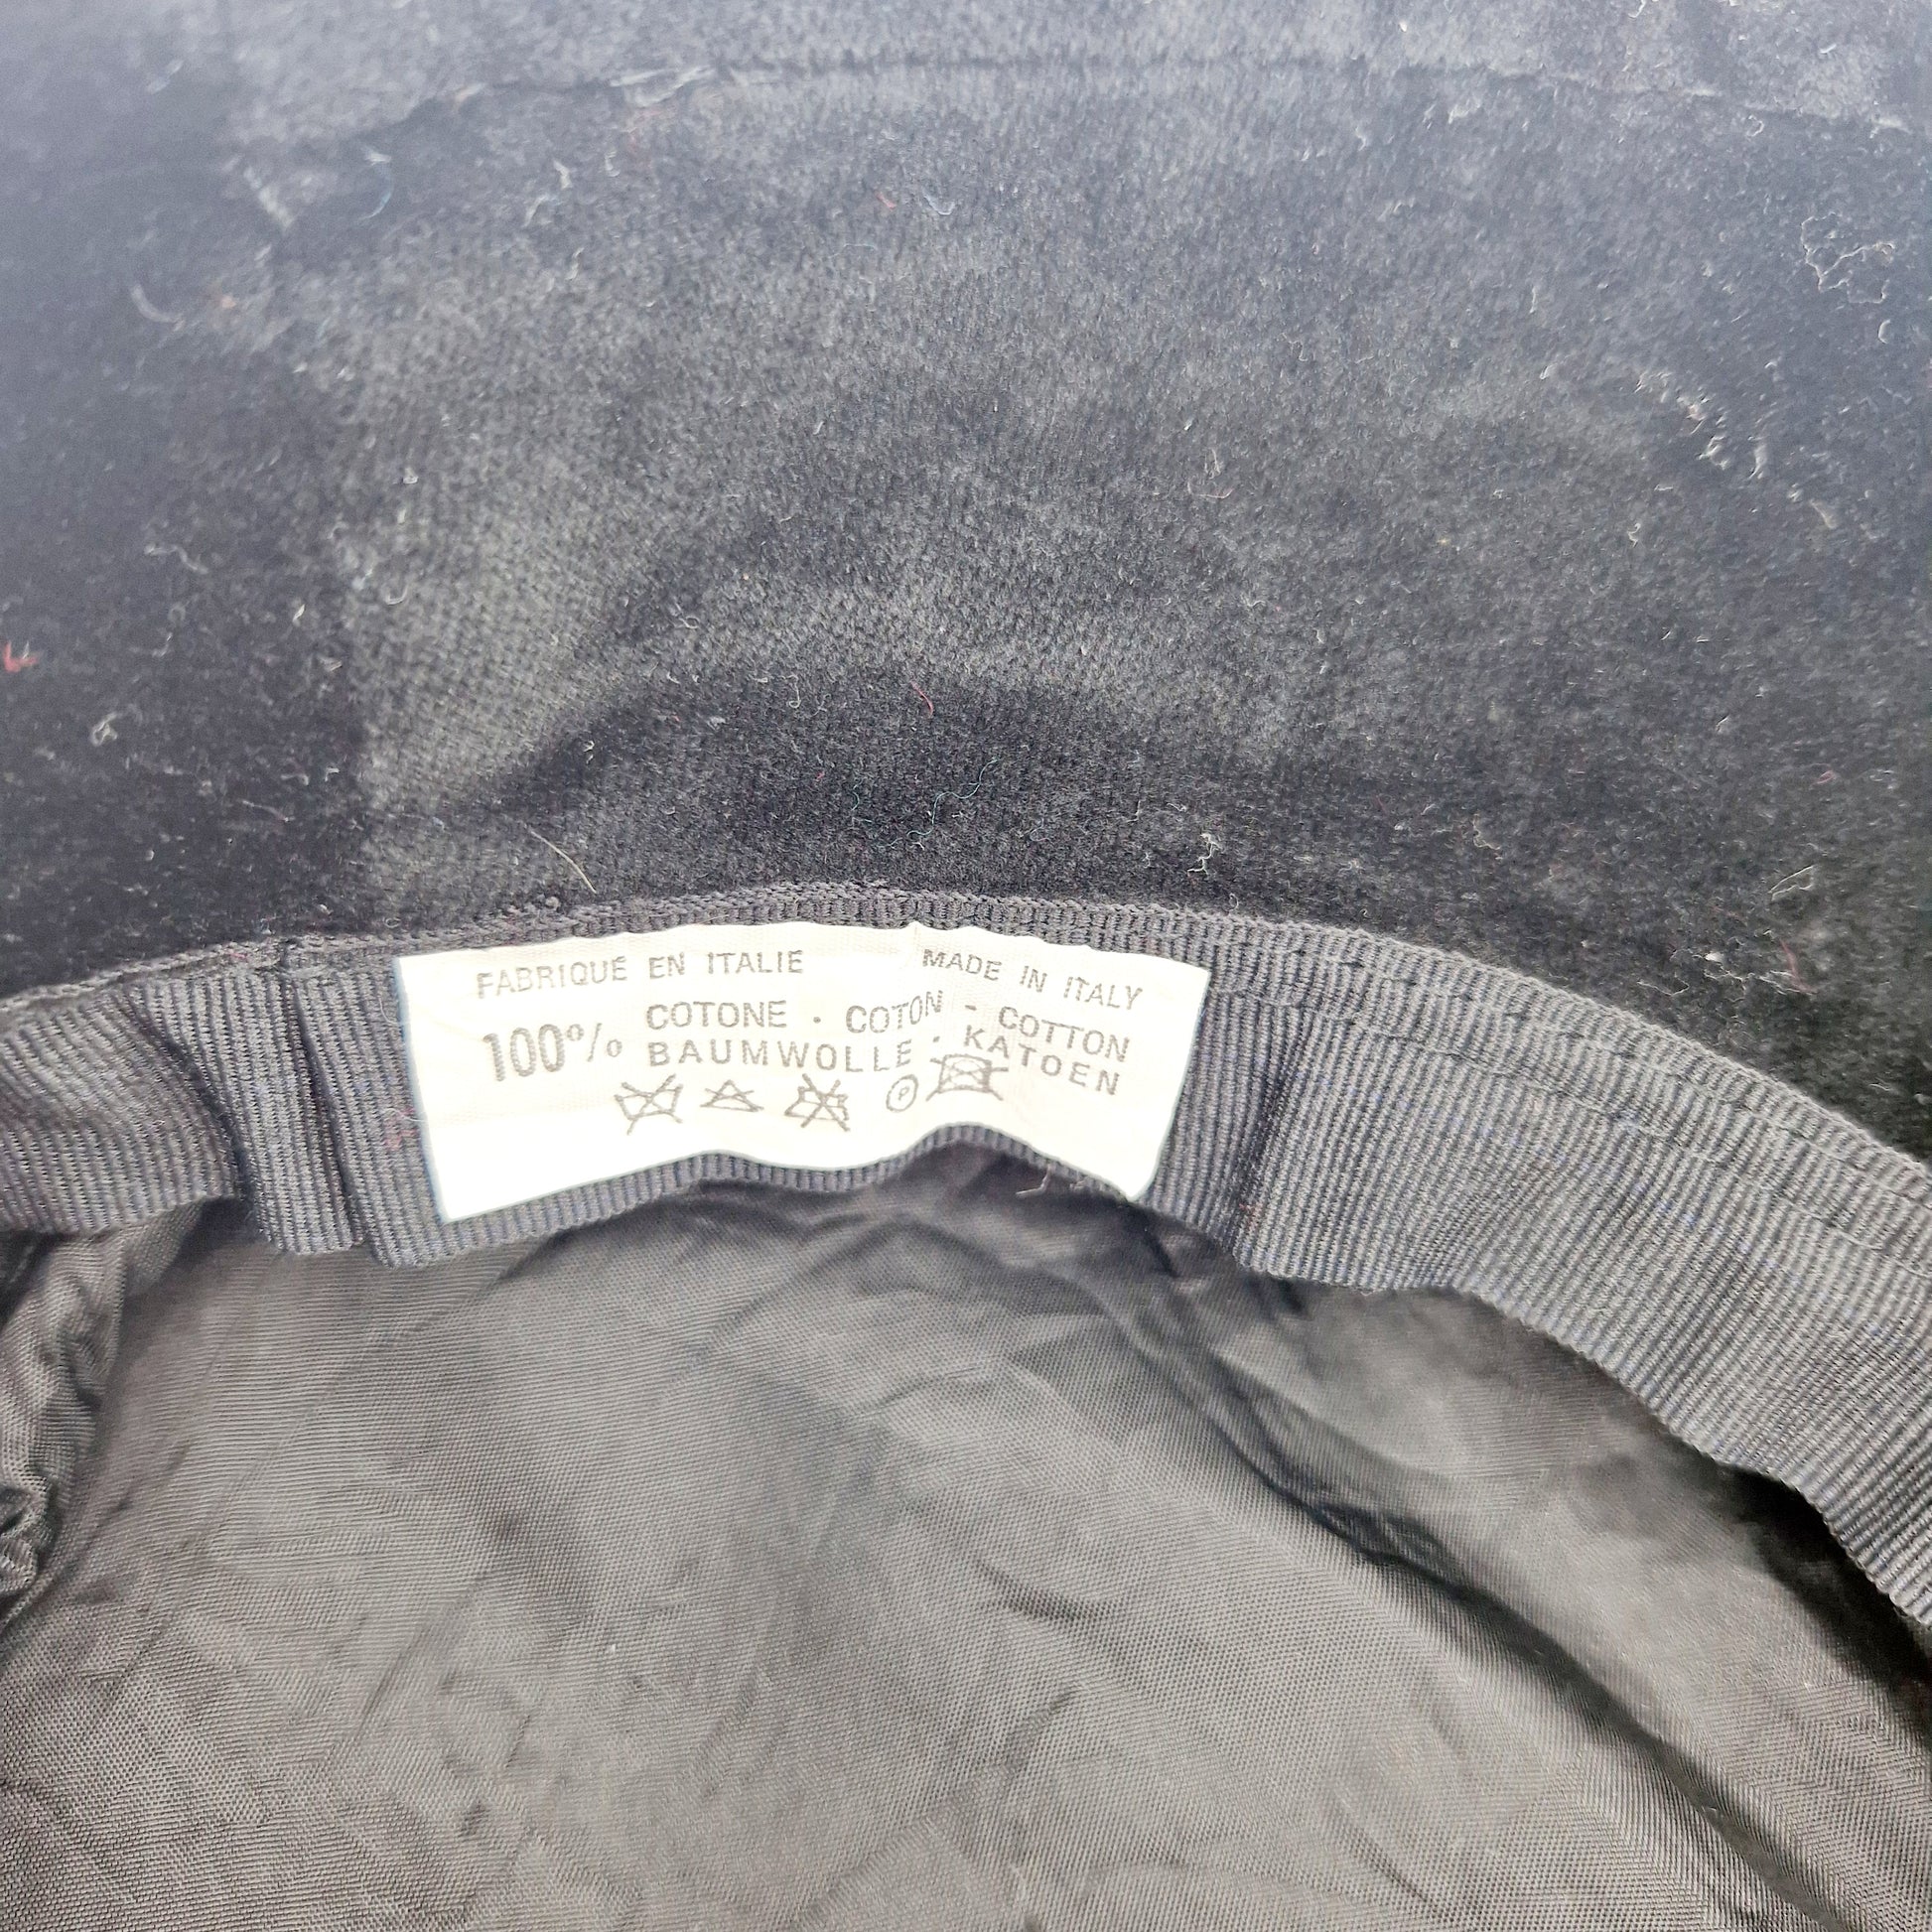 FABRIQUÉ EN ITALIE MADE IN ITALY
100% COTONE · COTON - COTTON
BAUMWOLLE · KATOEN
P